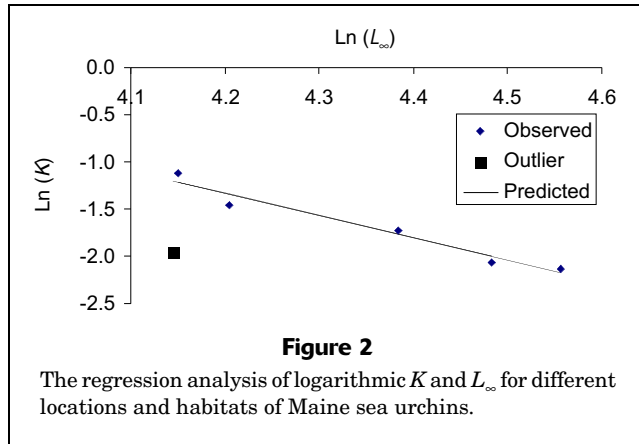 Ln (L∞)
0.0
4.1 4.2 4.3 4.4 4.5 4.6
-0.5
-1.0
-1.5
-2.0
-2.5
Ln (K)
Observed
Outlier
Predicted
Figure 2
The regression analysis of logarithmic K and L∞ for different
locations and habitats of Maine sea urchins.